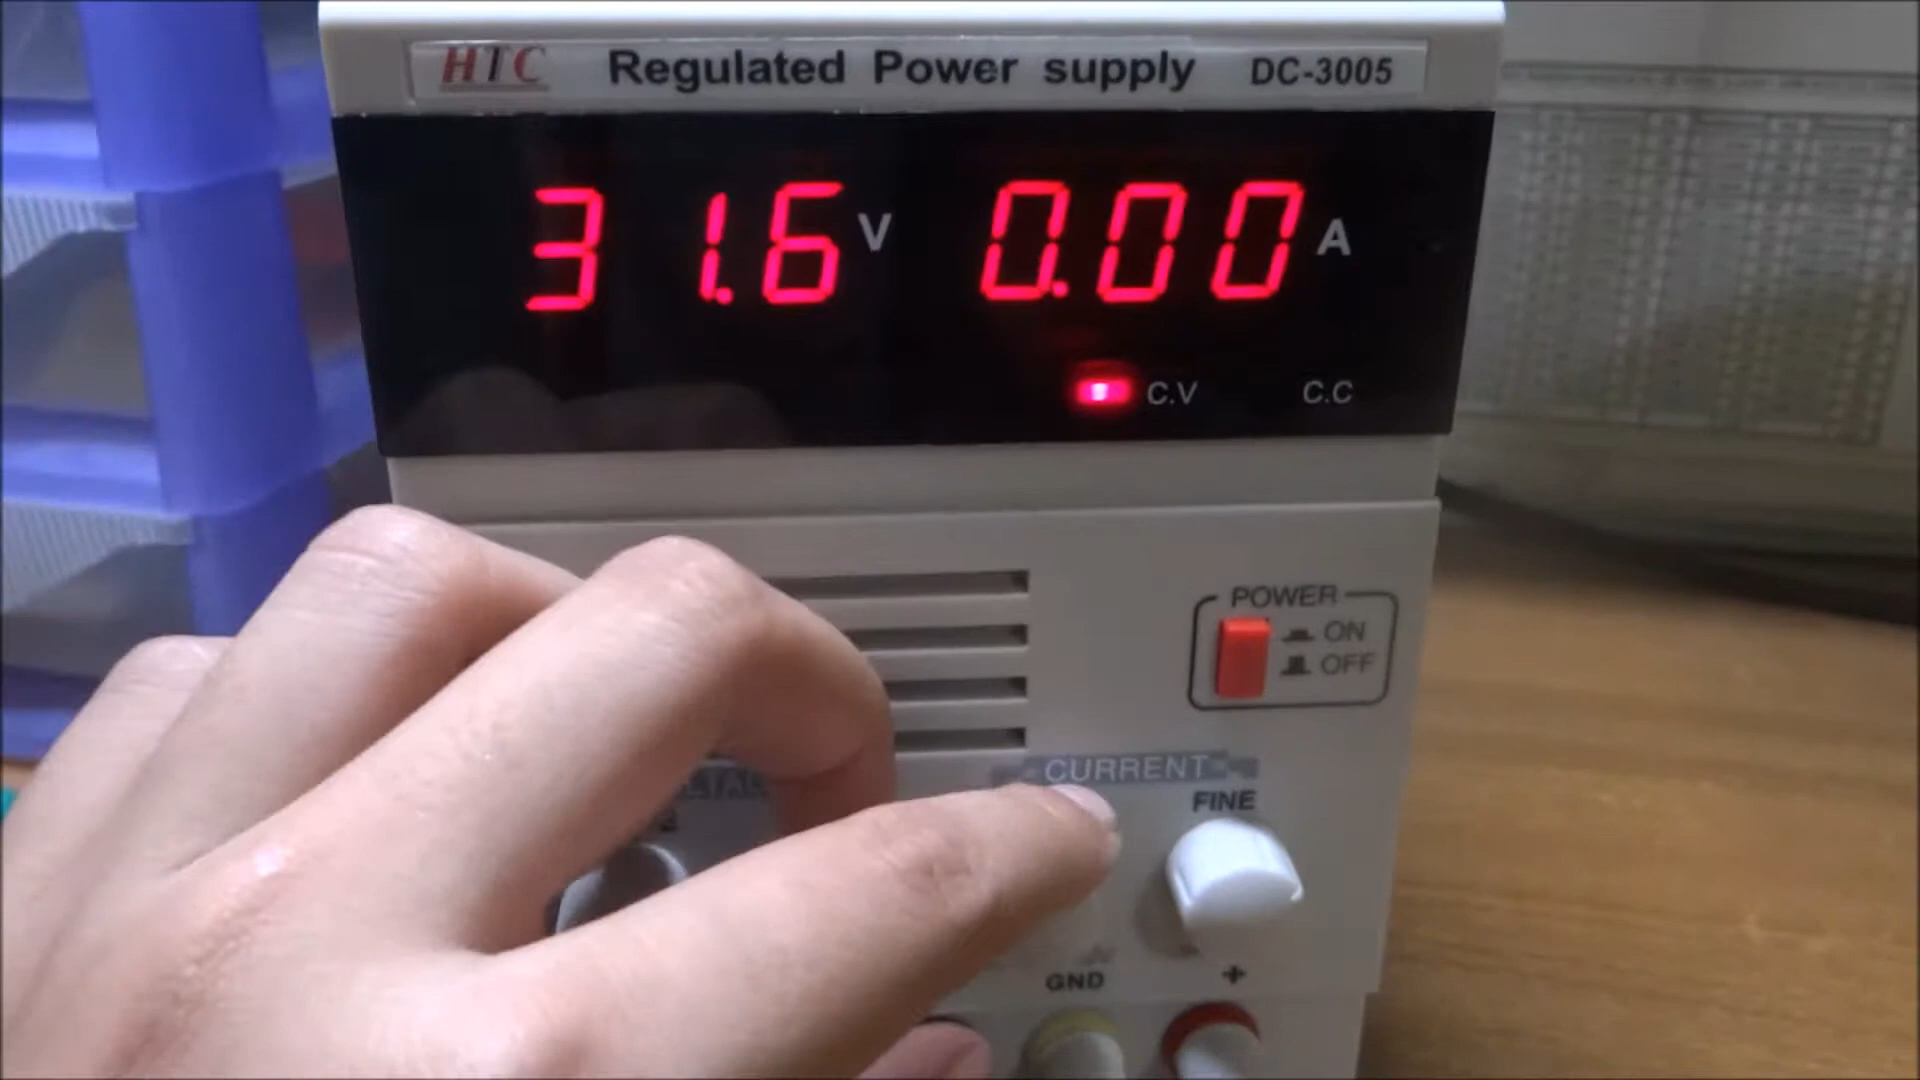 HTC Regulated Power supply DC-3005
31.6 V 0.00 A
C.V C.C
POWER
ON
OFF
CURRENT
FINE
GND +